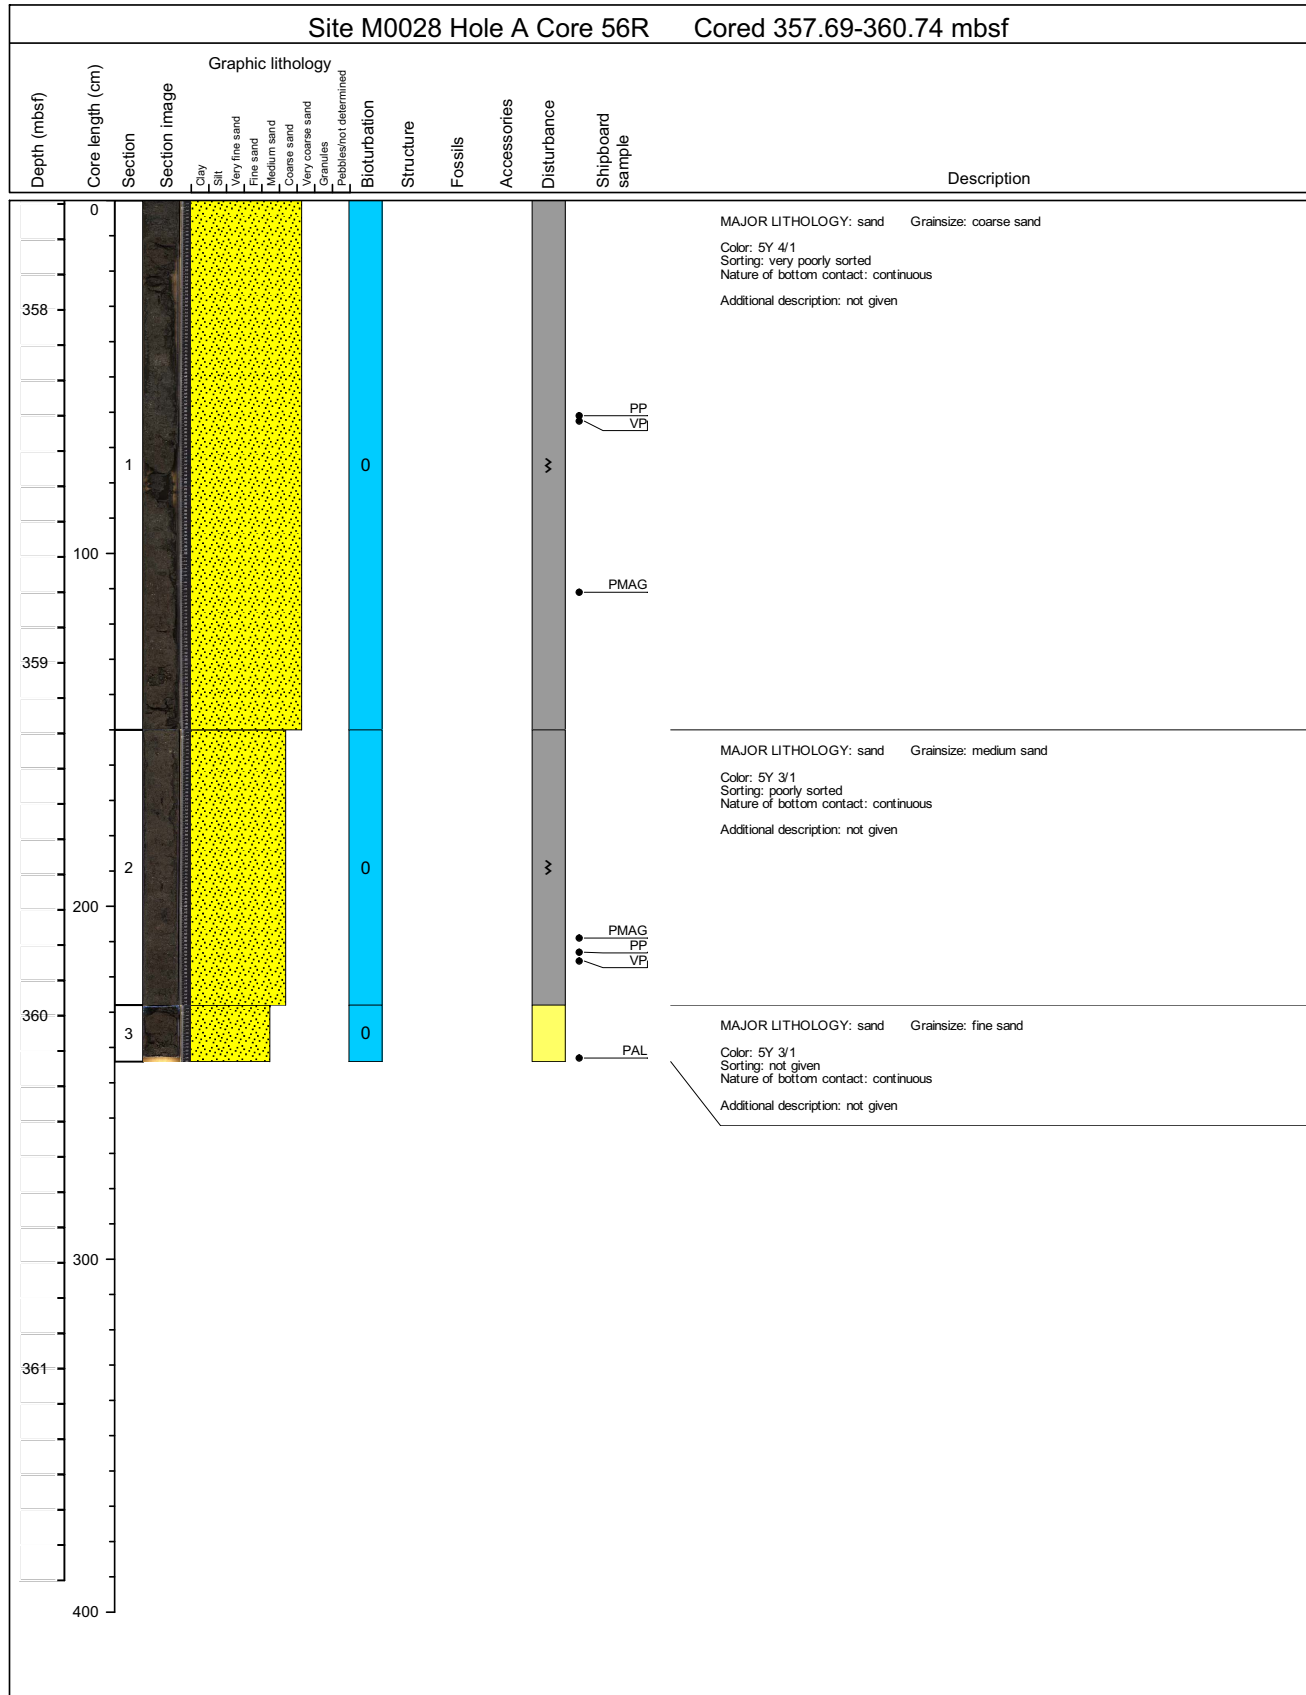 Site M0028 Hole A Core 56R Cored 357.69-360.74 mbsf
Graphic lithology
Depth (mbsf)
Core length (cm)
Section
Section image
Clay
Silt
Very fine sand
Fine sand
Medium sand
Coarse sand
Very coarse sand
Granules
Pebbles/not determined
Bioturbation
Structure
Fossils
Accessories
Disturbance
Shipboard
sample
Description
0
MAJOR LITHOLOGY: sand Grainsize: coarse sand
Color: 5Y 4/1
Sorting: very poorly sorted
Nature of bottom contact: continuous
Additional description: not given
358
PP
VP
1 0
100
PMAG
359
MAJOR LITHOLOGY: sand Grainsize: medium sand
Color: 5Y 3/1
Sorting: poorly sorted
Nature of bottom contact: continuous
Additional description: not given
2 0
200
PMAG
PP
VP
360
MAJOR LITHOLOGY: sand Grainsize: fine sand
3 0
PAL
Color: 5Y 3/1
Sorting: not given
Nature of bottom contact: continuous
Additional description: not given
300
361
400